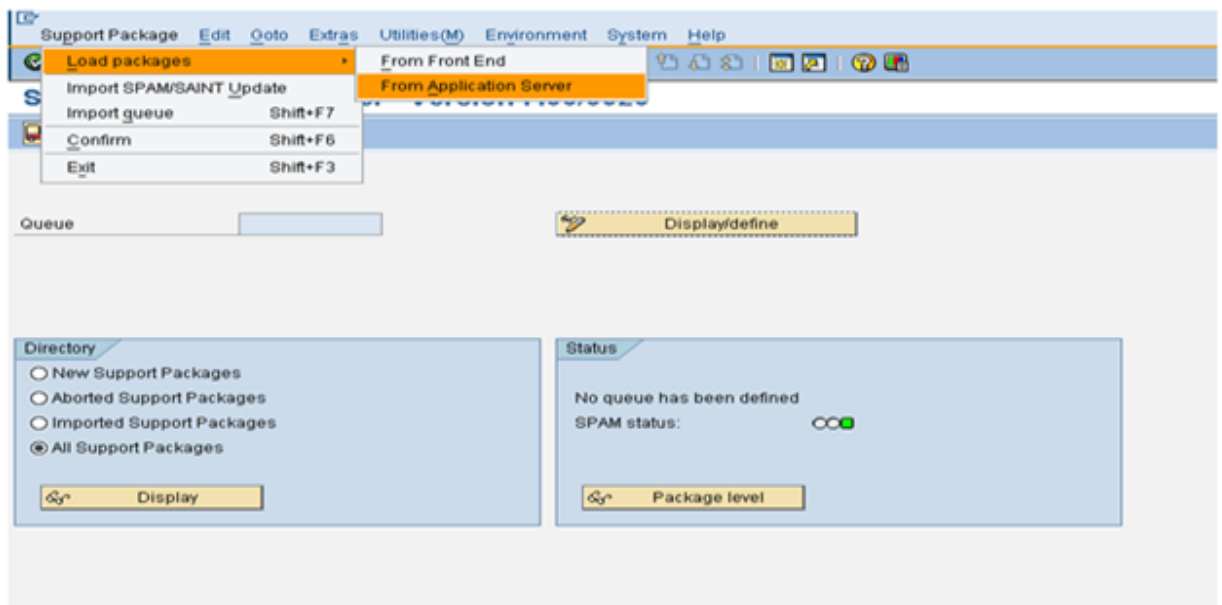 Support Package Edit Goto Extras Utilities(M) Environment System Help
Load packages
From Front End
From Application Server
Import SPAM/SAINT Update
Import queue Shift+F7
Confirm Shift+F6
Exit Shift+F3
Queue
Display/define
Directory
New Support Packages
Aborted Support Packages
Imported Support Packages
All Support Packages
Display
Status
No queue has been defined
SPAM status:
Package level